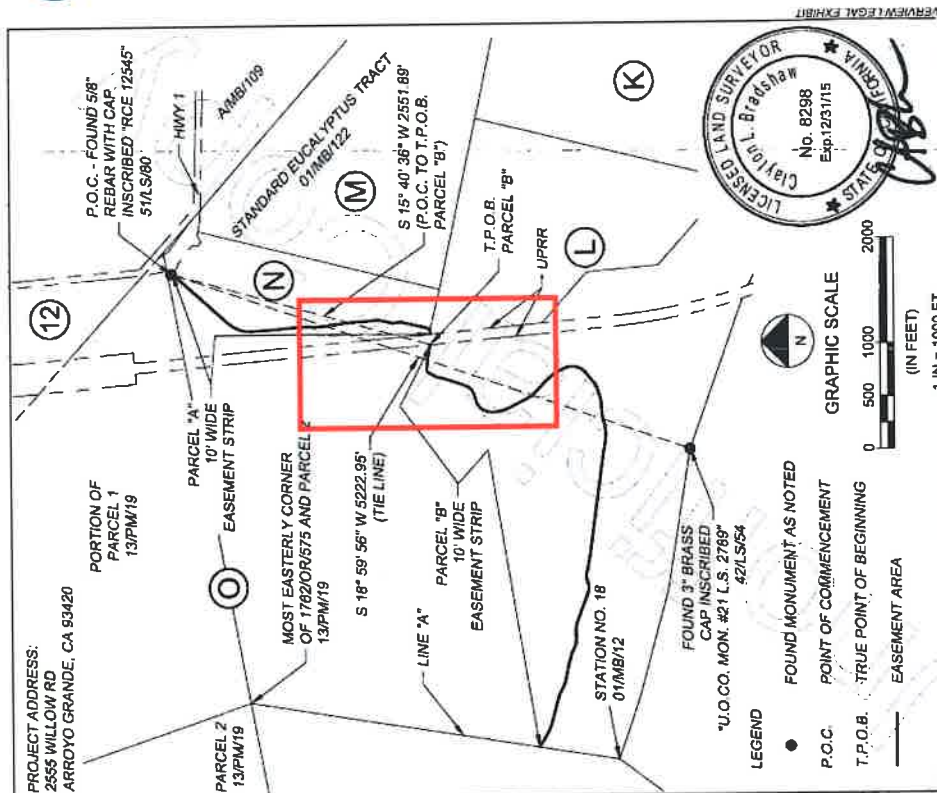 PROJECT ADDRESS:
2555 WILLOW RD
ARROYO GRANDE, CA 93420
PARCEL 2
13/PM/19
PORTION OF
PARCEL 1
13/PM/19
O
12
PARCEL "A"
10' WIDE
EASEMENT STRIP
P.O.C. - FOUND 5/8"
REBAR WITH CAP
INSCRIBED "RCE 12545"
51/LS/80
HWY 1
A/MB/109
STANDARD EUCALYPTUS TRACT
01/MB/122
MOST EASTERLY CORNER
OF 1762/OR/575 AND PARCEL
13/PM/19
N
M
S 15° 40' 36" W 2551.89'
(P.O.C. TO T.P.O.B.
PARCEL "B")
S 18° 59' 56" W 5222.95'
(TIE LINE)
LINE "A"
PARCEL "B"
10' WIDE
EASEMENT STRIP
T.P.O.B.
PARCEL "B"
UPRR
L
K
STATION NO. 18
01/MB/12
FOUND 3" BRASS
CAP INSCRIBED
"U.O.CO. MON. #21 L.S. 2769"
42/LS/54
LEGEND
FOUND MONUMENT AS NOTED
P.O.C. POINT OF COMMENCEMENT
T.P.O.B. TRUE POINT OF BEGINNING
EASEMENT AREA
N
GRAPHIC SCALE
0 500 1000 2000
(IN FEET)
1 IN = 1000 FT
LICENSED LAND SURVEYOR
Clayton L. Bradshaw
No. 8298
Exp.12/31/15
STATE OF
LEGAL EXHIBIT